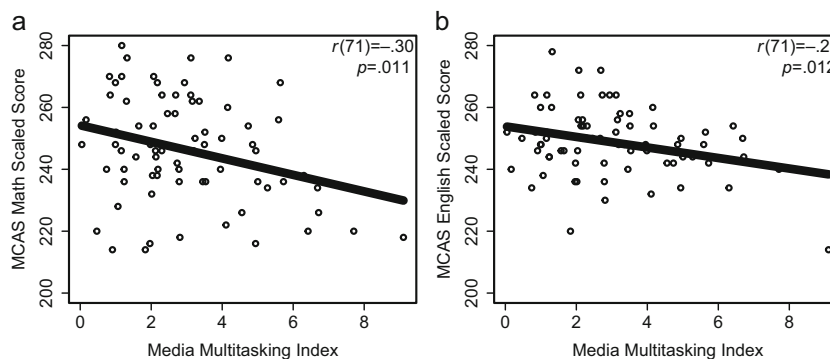 a
r(71)=–.30
p=.011
MCAS Math Scaled Score
280
260
240
220
200
0 2 4 6 8
Media Multitasking Index
b
r(71)=–.2
p=.012
MCAS English Scaled Score
280
260
240
220
200
0 2 4 6 8
Media Multitasking Index